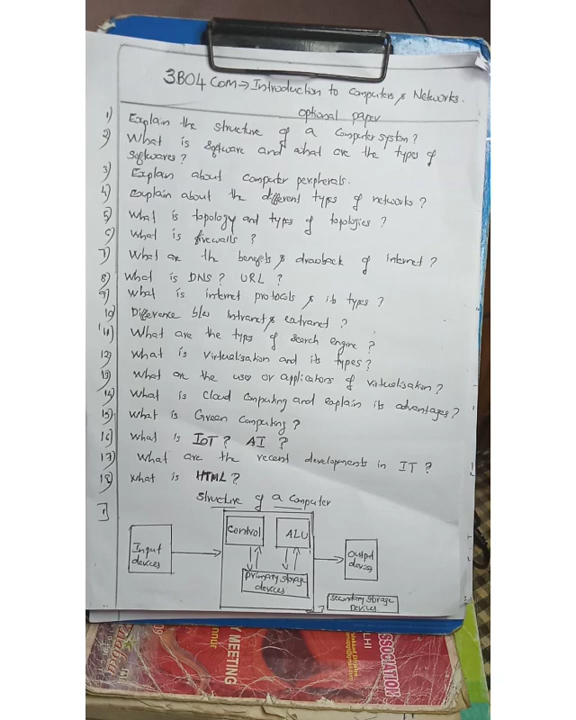 3B04 Com → Introduction to computers & Networks.
optional paper
1) Explain the structure of a Computer system?
2) What is software and what are the types of
softwares?
3) Explain about computer peripherals.
4) Explain about the different types of networks?
5) What is topology and types of topologies?
6) What is firewalls?
7) What are the benefits & drawback of internet?
8) What is DNS? URL?
9) What is internet protocols & its types?
10) Difference b/w Intranet & extranet?
11) What are the types of search engine?
12) What is virtualisation and its types?
13) What are the uses or applications of virtualisation?
14) What is Cloud Computing and explain its advantages?
15) What is Green Computing?
16) What is IoT? AI?
17) What are the recent developments in IT?
18) What is HTML?
Structure of a Computer
1]
Control
ALU
Input
devices
Output
devices
primary storage
devices
Secondary storage
Devices
MEETING
nnur
LHI
ASSOCIATION